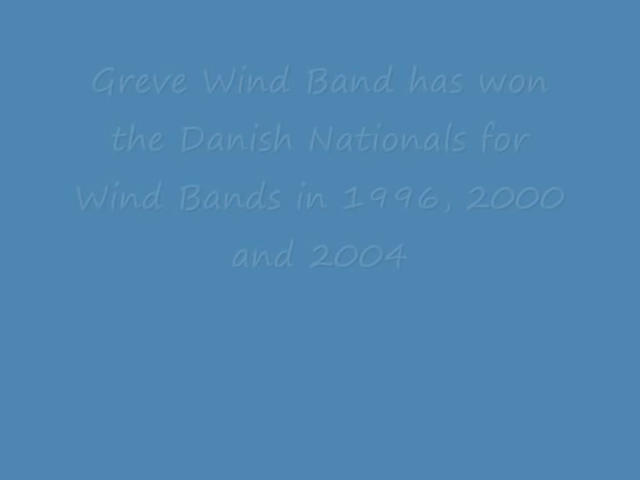 Greve Wind Band has won
the Danish Nationals for
Wind Bands in 1996, 2000
and 2004